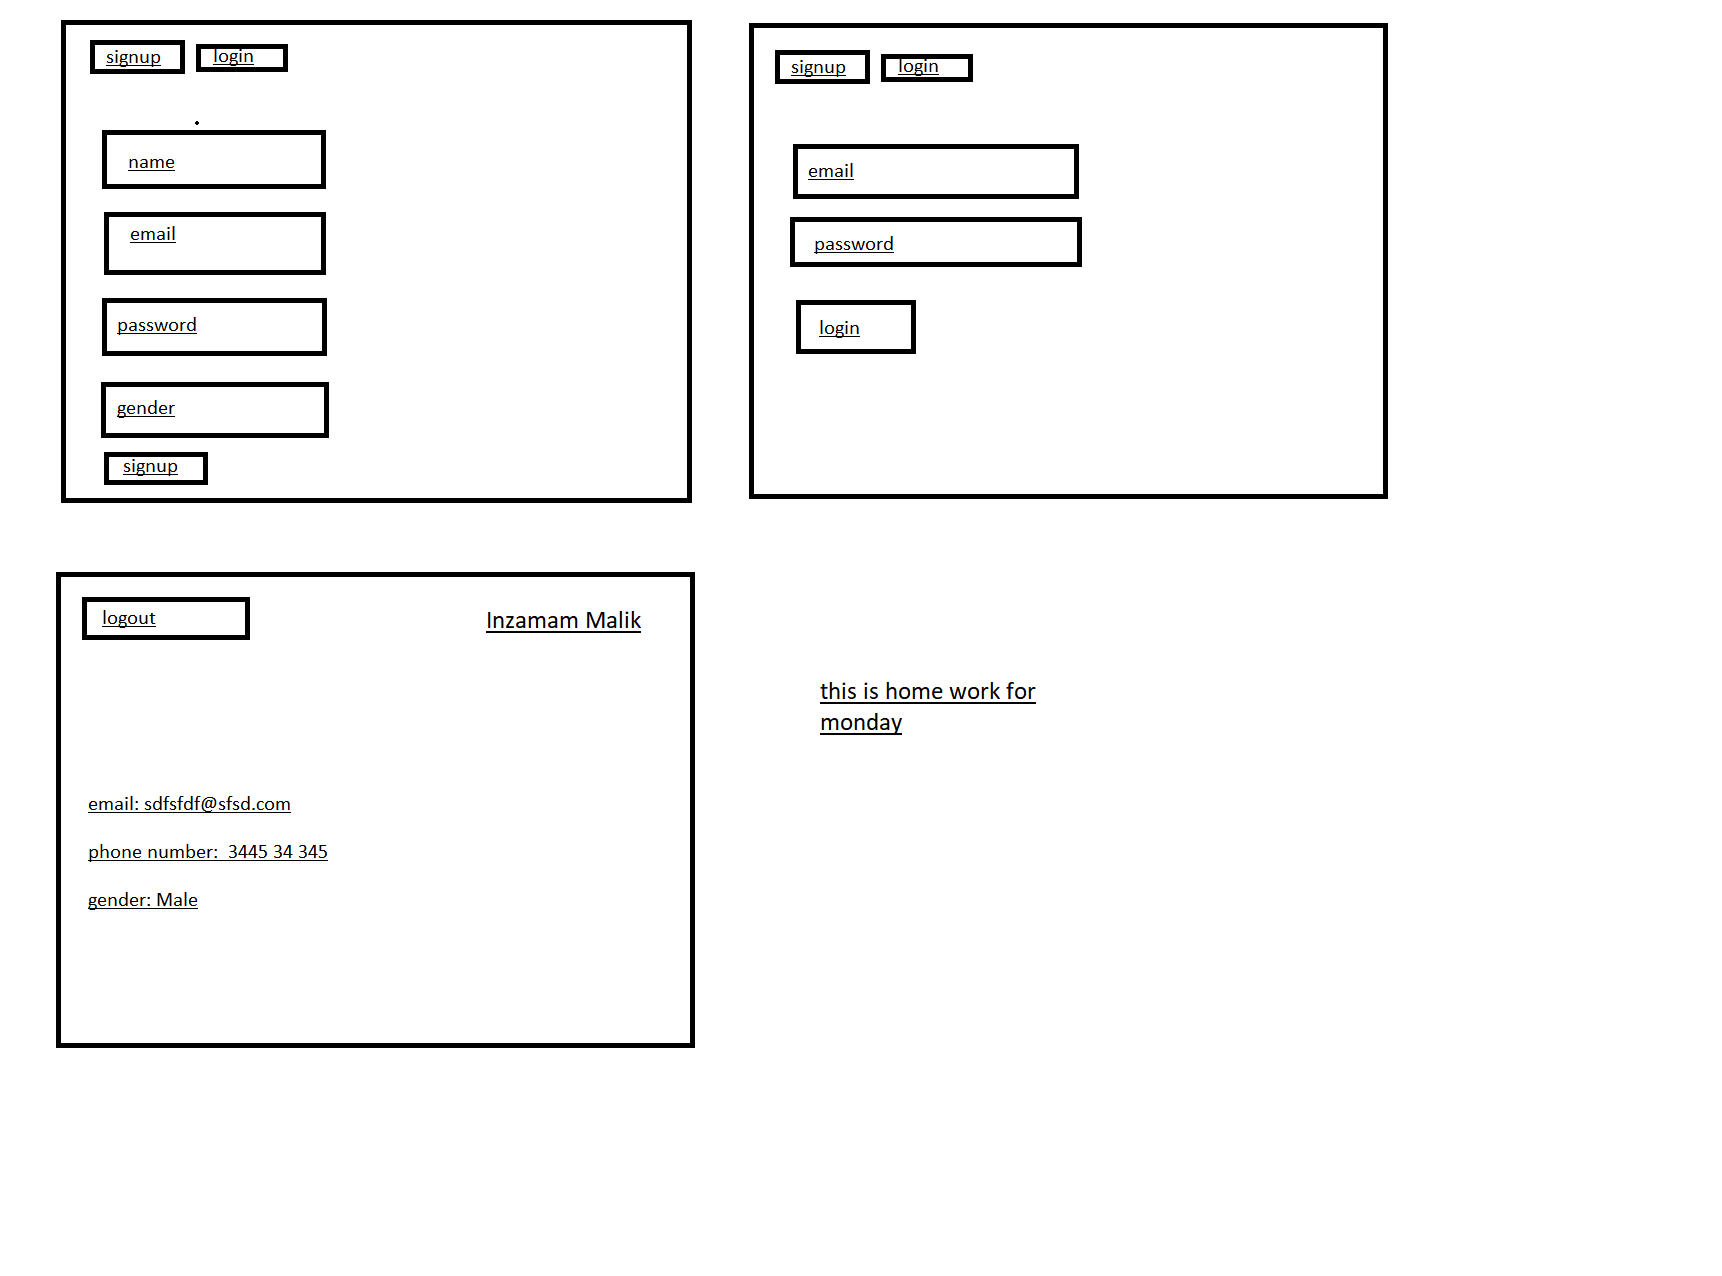 signup
login
name
email
password
gender
signup
signup
login
email
password
login
logout
Inzamam Malik
email: sdfsfdf@sfsd.com
phone number:  3445 34 345
gender: Male
this is home work for
monday